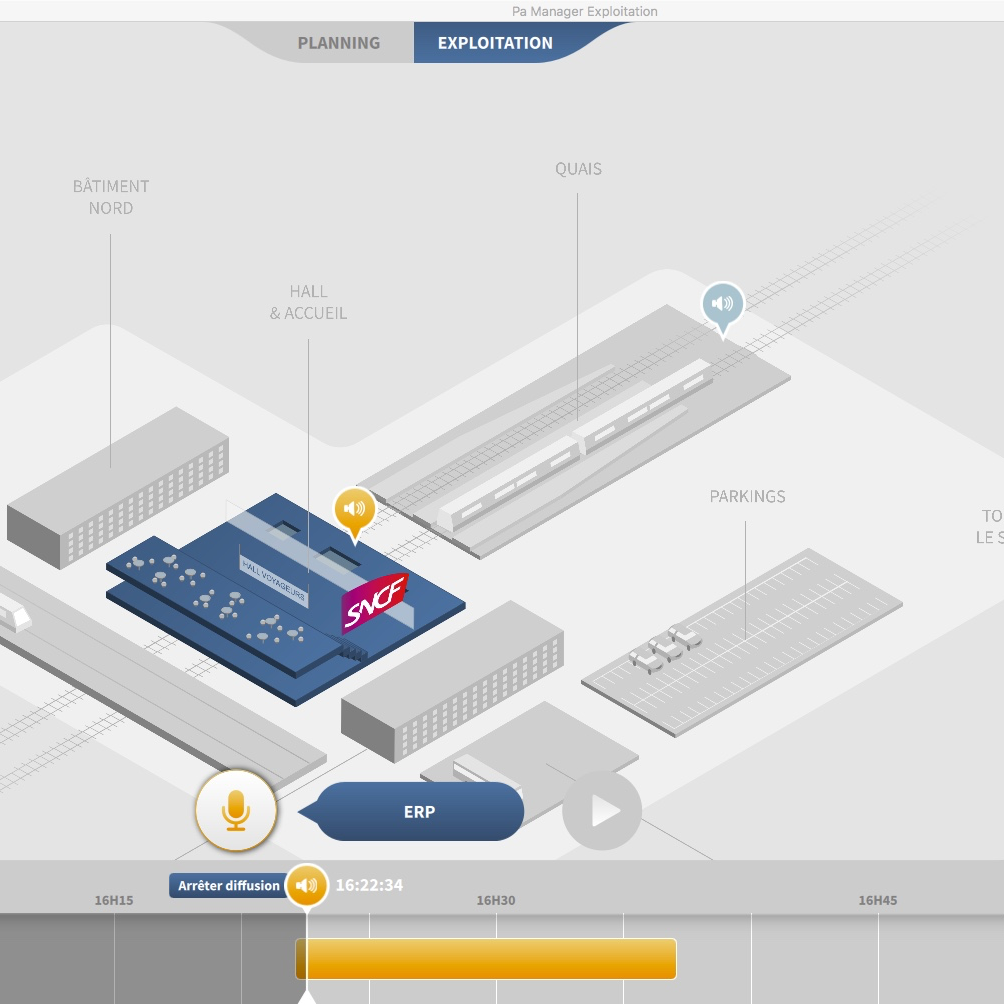 Pa Manager Exploitation
PLANNING
EXPLOITATION
QUAIS
BÂTIMENT
NORD
HALL
& ACCUEIL
PARKINGS
TO
LE S
HALL VOYAGEURS
SNCF
ERP
Arrêter diffusion
16:22:34
16H15
16H30
16H45